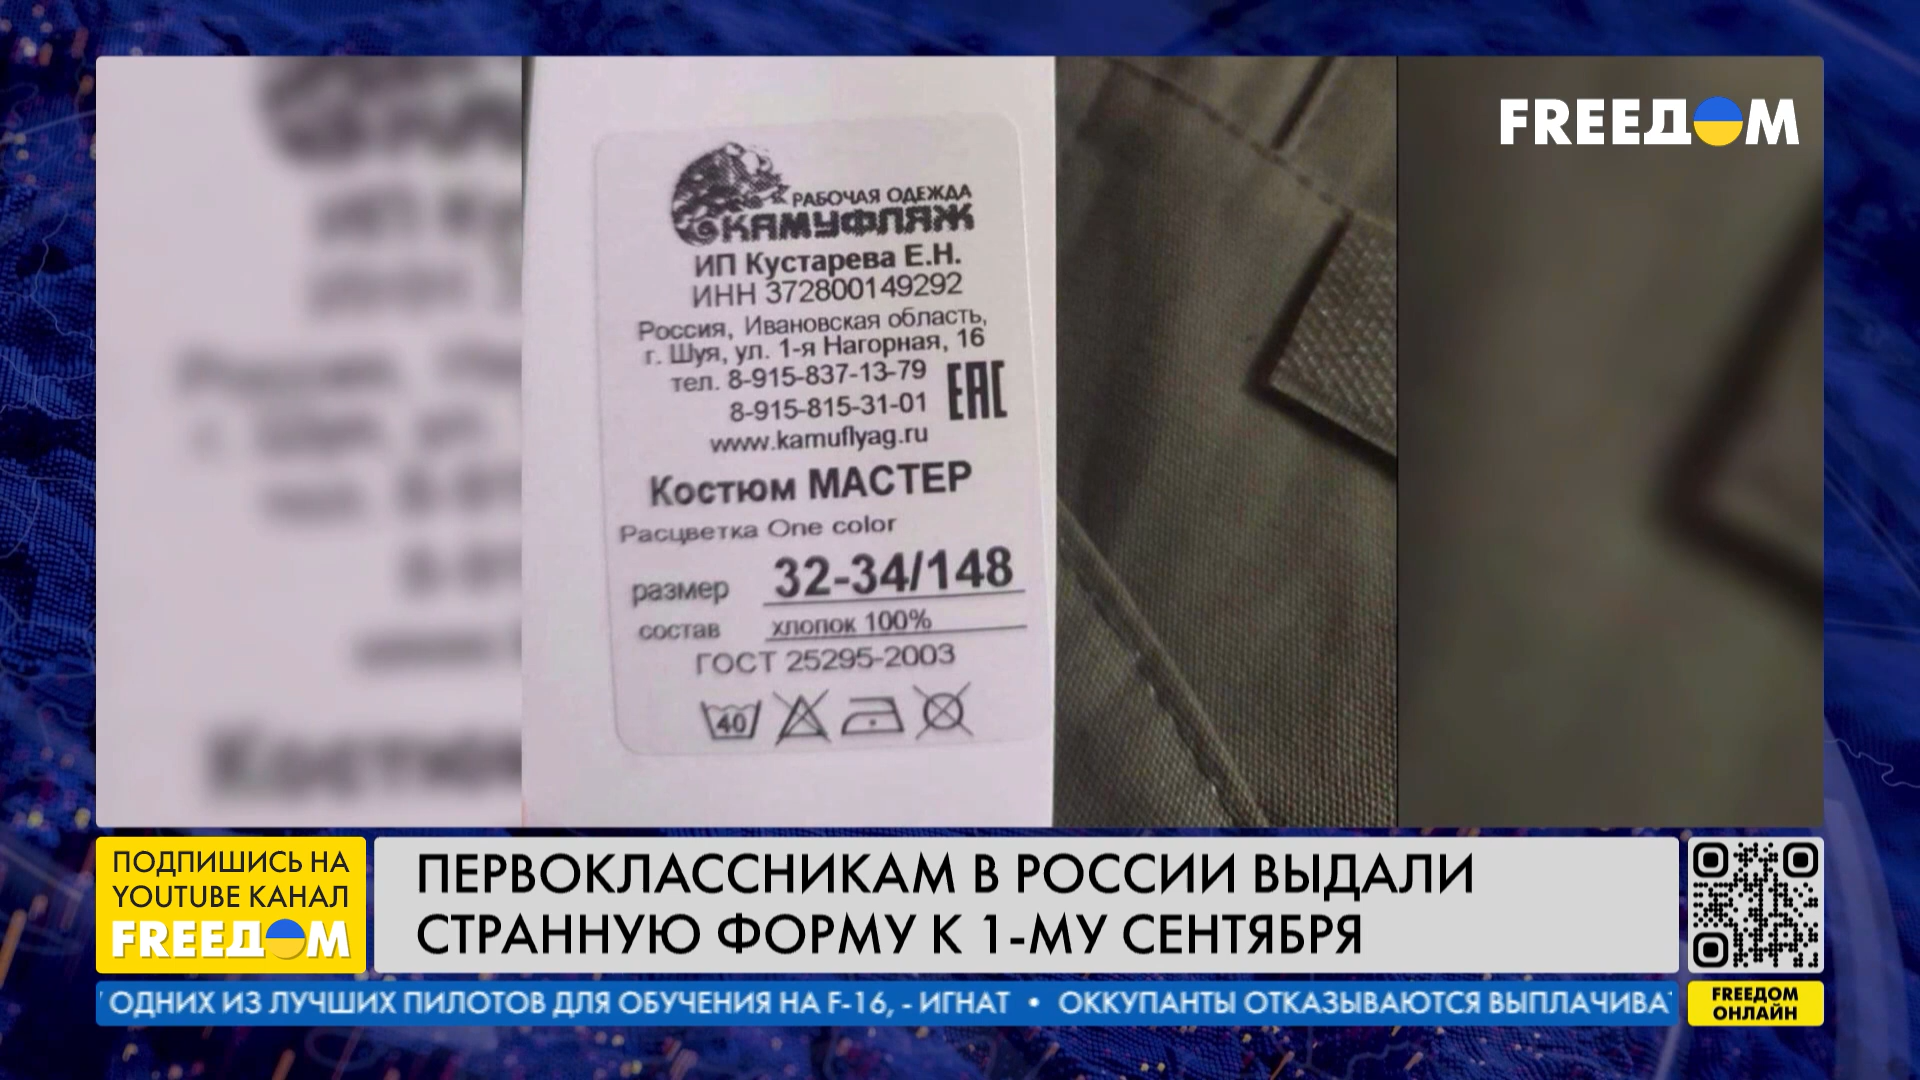 FREEДOM
РАБОЧАЯ ОДЕЖДА
КАМУФЛЯЖ
ИП Кустарева Е.Н.
ИНН 372800149292
Россия, Ивановская область,
г. Шуя, ул. 1-я Нагорная, 16
тел. 8-915-837-13-79
8-915-815-31-01
EAC
www.kamuflyag.ru
Костюм МАСТЕР
Расцветка One color
размер 32-34/148
состав хлопок 100%
ГОСТ 25295-2003
40
ПОДПИШИСЬ НА
YOUTUBE КАНАЛ
FREEДOM
ПЕРВОКЛАССНИКАМ В РОССИИ ВЫДАЛИ
СТРАННУЮ ФОРМУ К 1-МУ СЕНТЯБРЯ
ОДНИХ ИЗ ЛУЧШИХ ПИЛОТОВ ДЛЯ ОБУЧЕНИЯ НА F-16, - ИГНАТ • ОККУПАНТЫ ОТКАЗЫВАЮТСЯ ВЫПЛАЧИВАТ
FREEДOM
ОНЛАЙН